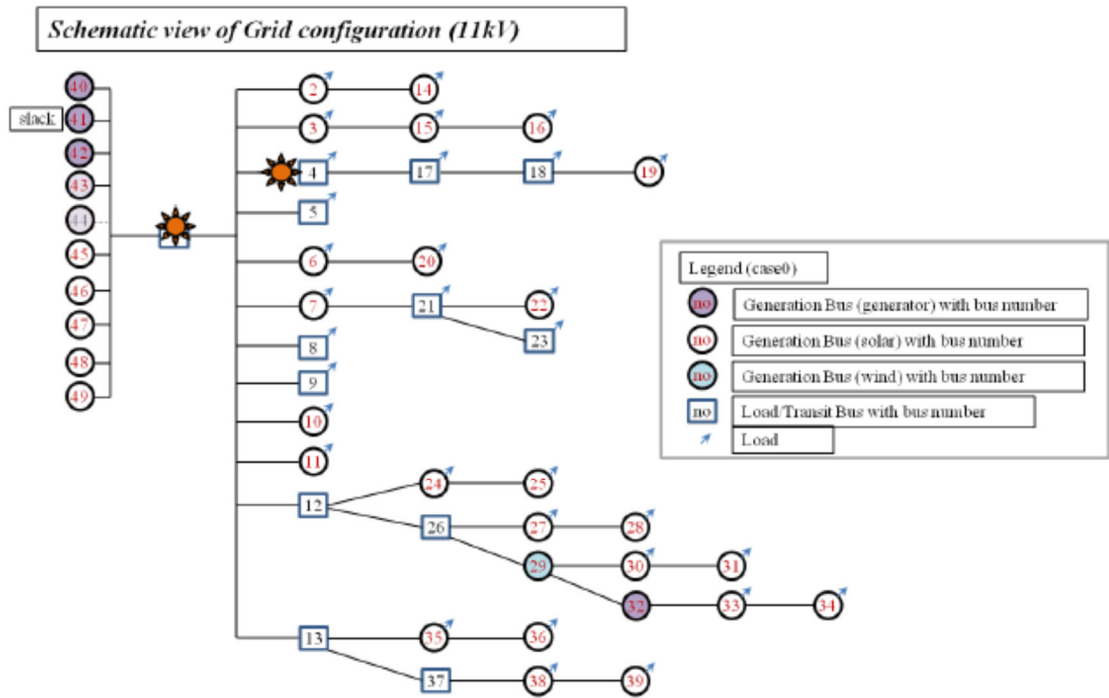 Schematic view of Grid configuration (11kV)
40
slack 41
42
43
44
45
46
47
48
49
2 14
3 15 16
4 17 18 19
5
6 20
7 21 22
23
8
9
10
11
12 24 25
26 27 28
29 30 31
32 33 34
13 35 36
37 38 39
Legend (case0)
no Generation Bus (generator) with bus number
no Generation Bus (solar) with bus number
no Generation Bus (wind) with bus number
no Load/Transit Bus with bus number
Load